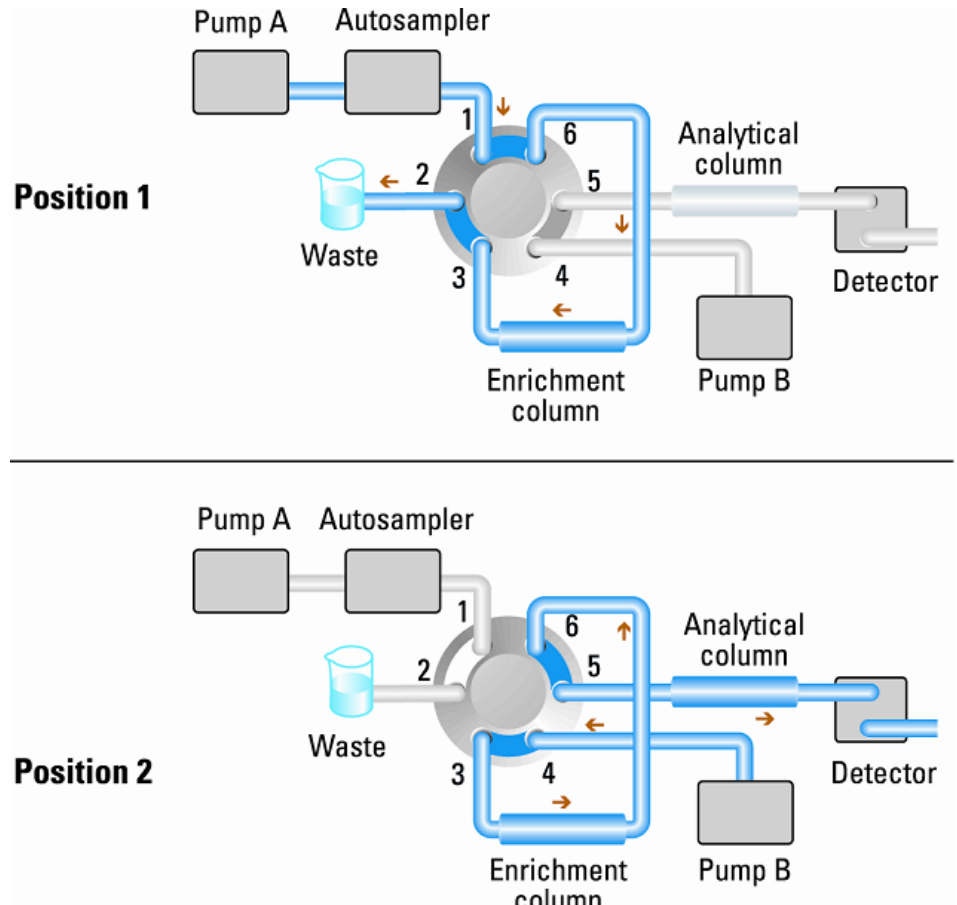 Pump A
Autosampler
1
6
Analytical
column
2
5
Position 1
Waste
3
4
Detector
Enrichment
column
Pump B
Pump A
Autosampler
1
6
Analytical
column
2
5
Waste
Position 2
3
4
Detector
Enrichment
column
Pump B